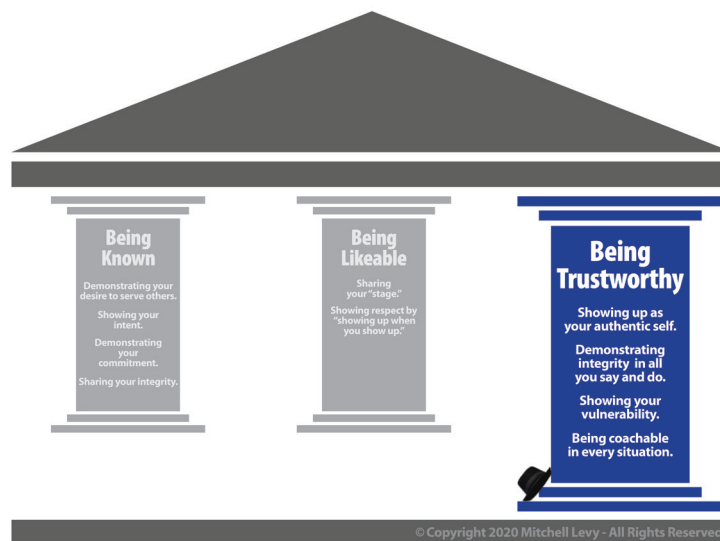 Being
Known
Demonstrating your
desire to serve others.
Showing your
intent.
Demonstrating
your
commitment.
Sharing your integrity.
Being
Likeable
Sharing
your “stage.”
Showing respect by
“showing up when
you show up.”
Being
Trustworthy
Showing up as
your authentic self.
Demonstrating
integrity in all
you say and do.
Showing your
vulnerability.
Being coachable
in every situation.
© Copyright 2020 Mitchell Levy - All Rights Reserved